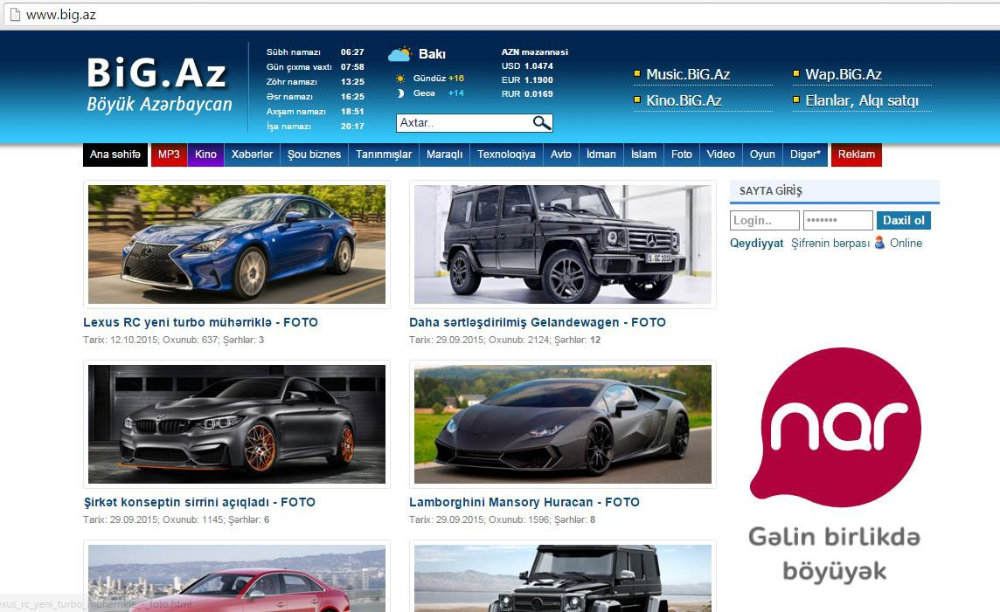 www.big.az
BiG.Az
Böyük Azərbaycan
Sübh namazı 06:27
Gün çıxma vaxtı 07:58
Zöhr namazı 13:25
Əsr namazı 16:25
Axşam namazı 18:51
İşa namazı 20:17
Bakı
Gündüz +16
Gecə +14
Axtar..
AZN məzənnəsi
USD 1.0474
EUR 1.1900
RUR 0.0169
Music.BiG.Az
Wap.BiG.Az
Kino.BiG.Az
Elanlar, Alqı satqı
Ana səhifə MP3 Kino Xəbərlər Şou biznes Tanınmışlar Maraqlı Texnoloqiya Avto İdman İslam Foto Video Oyun Digər* Reklam
Lexus RC yeni turbo mühərriklə - FOTO
Tarix: 12.10.2015; Oxunub: 637; Şərhlər: 3
S GC 1010
Daha sərtləşdirilmiş Gelandewagen - FOTO
Tarix: 29.09.2015; Oxunub: 2124; Şərhlər: 12
Şirkət konseptin sirrini açıqladı - FOTO
Tarix: 29.09.2015; Oxunub: 1145; Şərhlər: 6
Lamborghini Mansory Huracan - FOTO
Tarix: 29.09.2015; Oxunub: 1596; Şərhlər: 8
SAYTA GİRİŞ
Login.. ••••••• Daxil ol
Qeydiyyat Şifrənin bərpası Online
nar
Gəlin birlikdə
böyüyək
exus_rc_yeni_turbo_muherrikle_-_foto.html